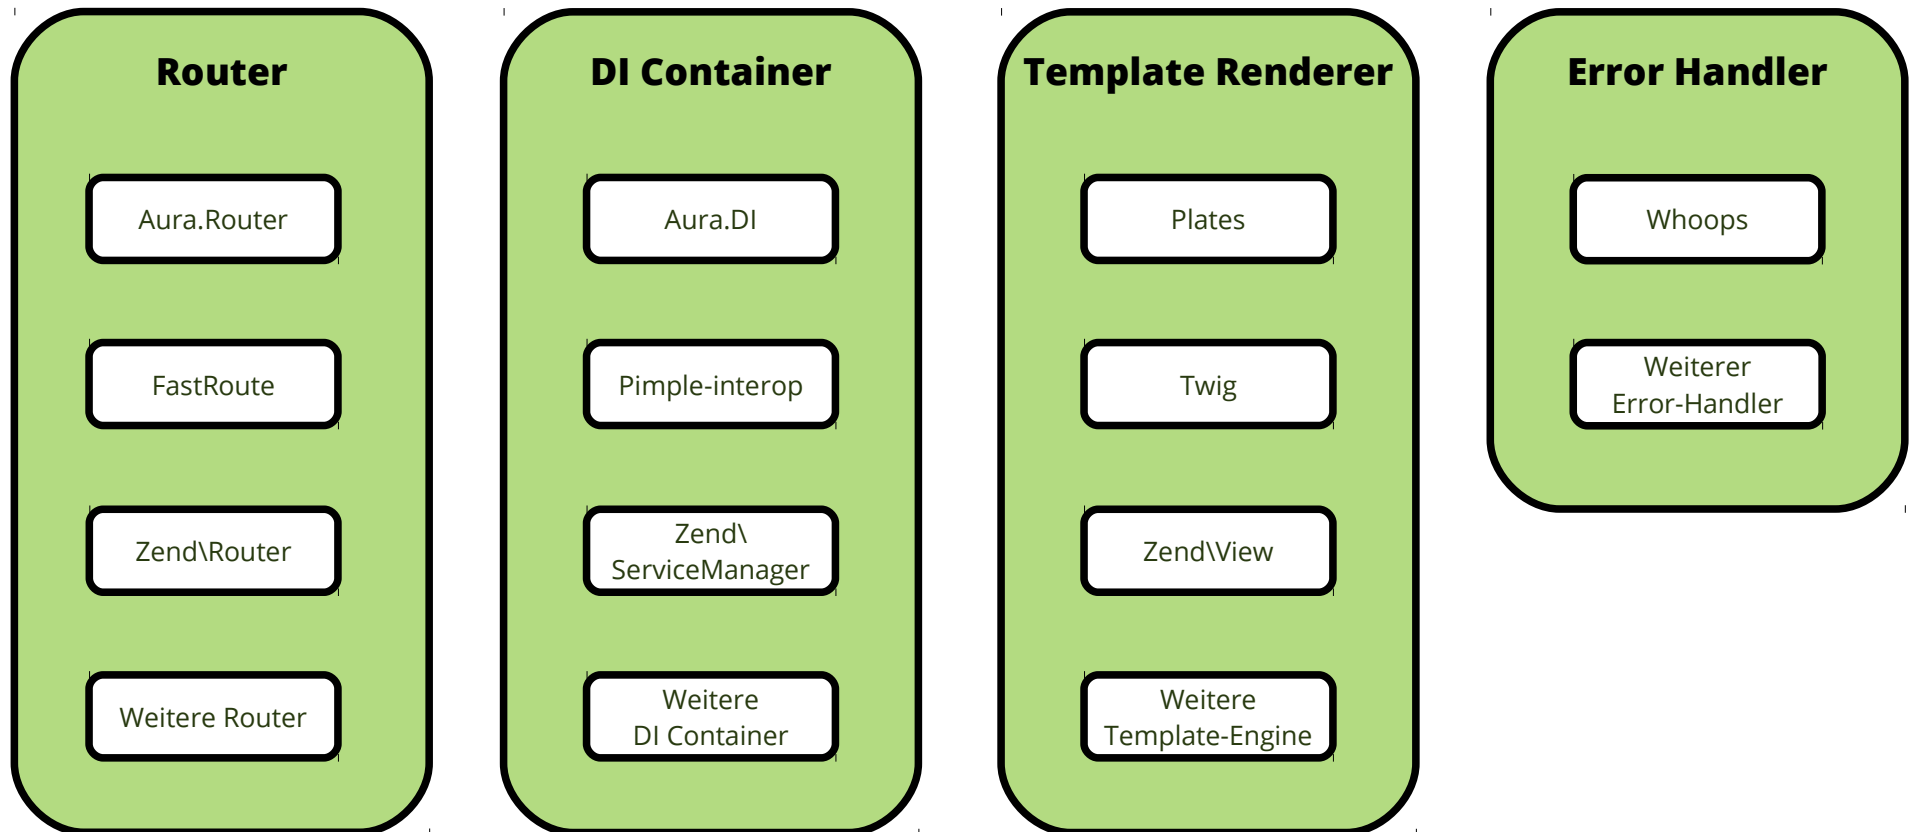 Router
Aura.Router
FastRoute
Zend\Router
Weitere Router
DI Container
Aura.DI
Pimple-interop
Zend\
ServiceManager
Weitere
DI Container
Template Renderer
Plates
Twig
Zend\View
Weitere
Template-Engine
Error Handler
Whoops
Weiterer
Error-Handler